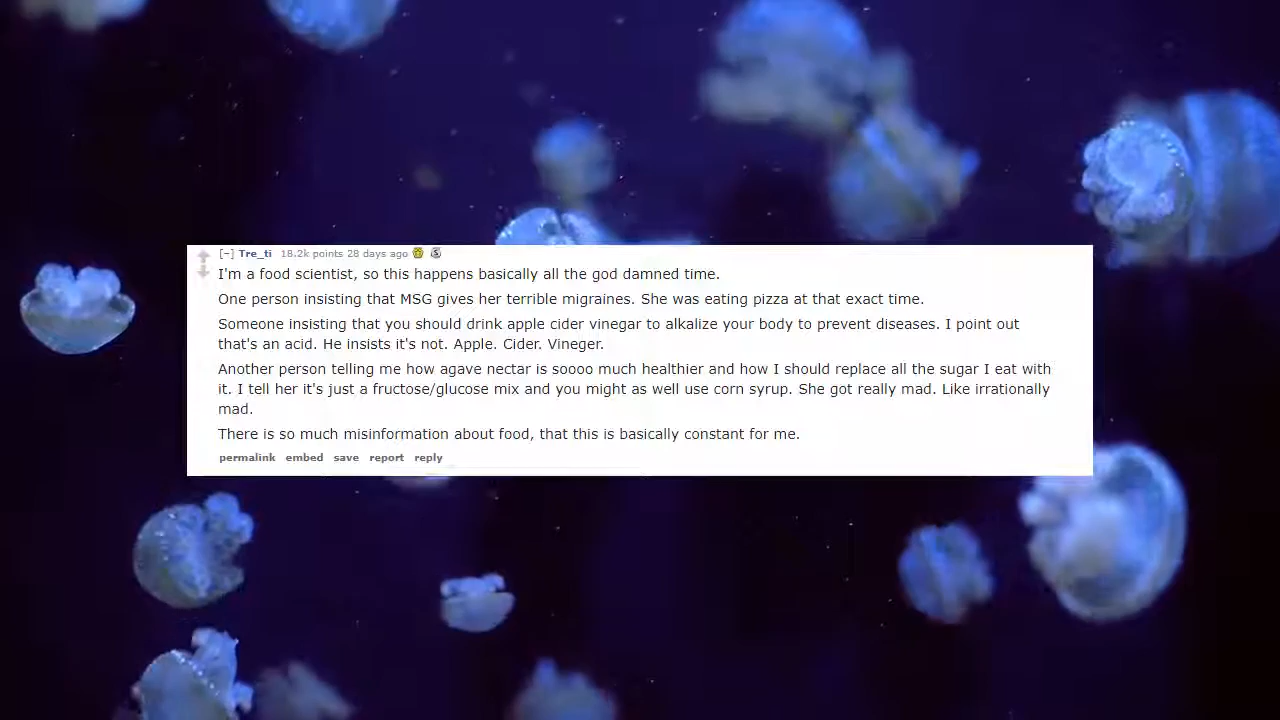 [-] Tre_ti 18.2k points 28 days ago
I'm a food scientist, so this happens basically all the god damned time.
One person insisting that MSG gives her terrible migraines. She was eating pizza at that exact time.
Someone insisting that you should drink apple cider vinegar to alkalize your body to prevent diseases. I point out
that's an acid. He insists it's not. Apple. Cider. Vineger.
Another person telling me how agave nectar is soooo much healthier and how I should replace all the sugar I eat with
it. I tell her it's just a fructose/glucose mix and you might as well use corn syrup. She got really mad. Like irrationally
mad.
There is so much misinformation about food, that this is basically constant for me.
permalink embed save report reply